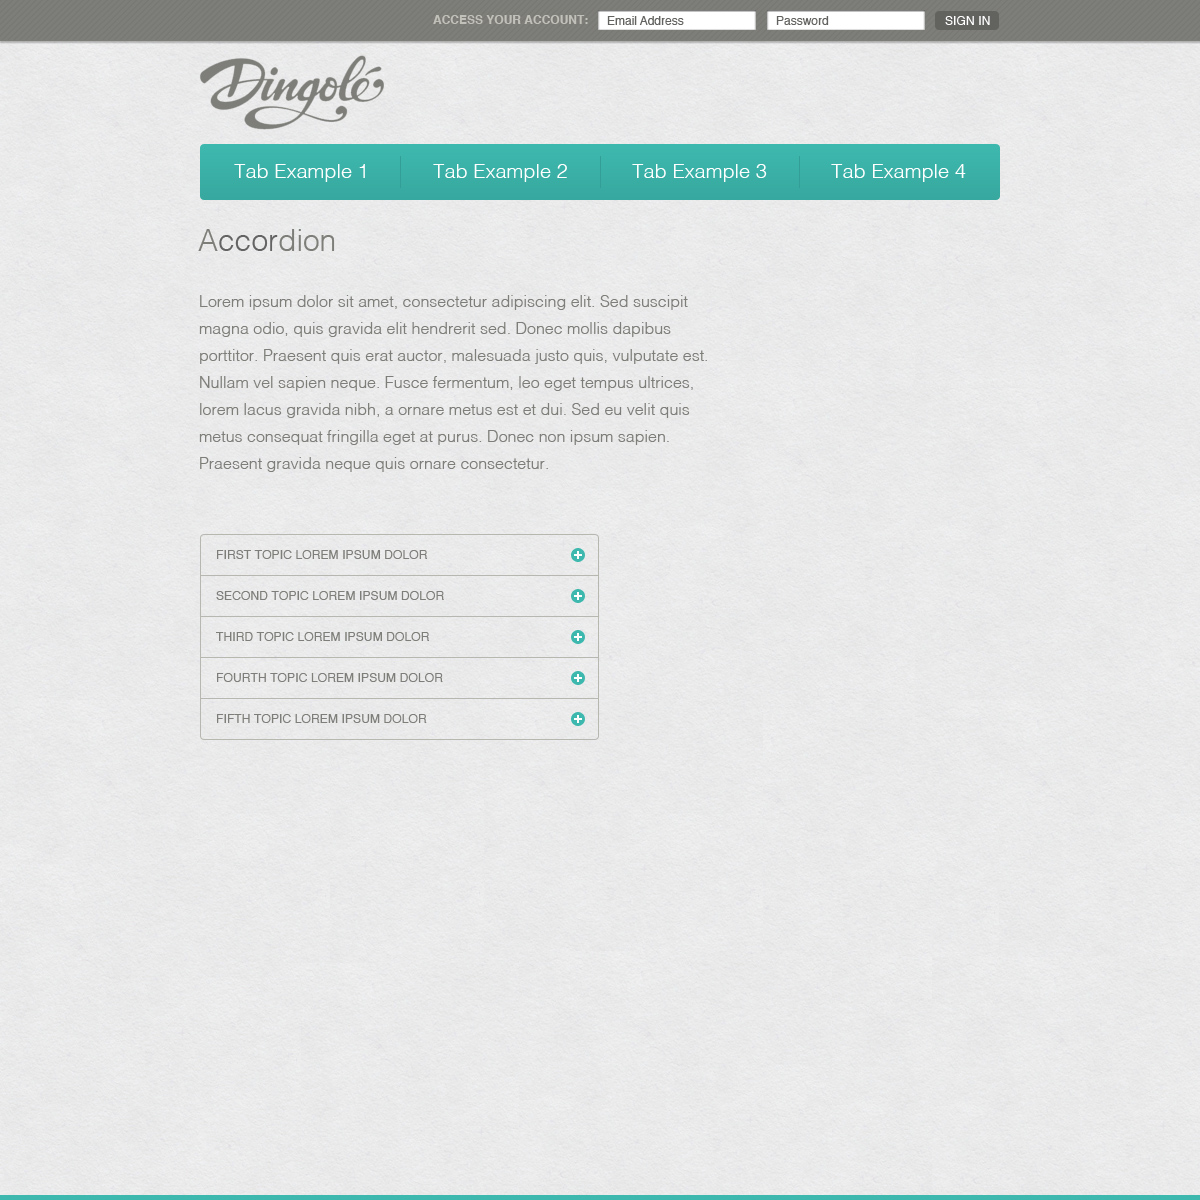 ACCESS YOUR ACCOUNT: Email Address Password SIGN IN
Dingolé
Tab Example 1 Tab Example 2 Tab Example 3 Tab Example 4
Accordion
Lorem ipsum dolor sit amet, consectetur adipiscing elit. Sed suscipit
magna odio, quis gravida elit hendrerit sed. Donec mollis dapibus
porttitor. Praesent quis erat auctor, malesuada justo quis, vulputate est.
Nullam vel sapien neque. Fusce fermentum, leo eget tempus ultrices,
lorem lacus gravida nibh, a ornare metus est et dui. Sed eu velit quis
metus consequat fringilla eget at purus. Donec non ipsum sapien.
Praesent gravida neque quis ornare consectetur.
FIRST TOPIC LOREM IPSUM DOLOR
SECOND TOPIC LOREM IPSUM DOLOR
THIRD TOPIC LOREM IPSUM DOLOR
FOURTH TOPIC LOREM IPSUM DOLOR
FIFTH TOPIC LOREM IPSUM DOLOR